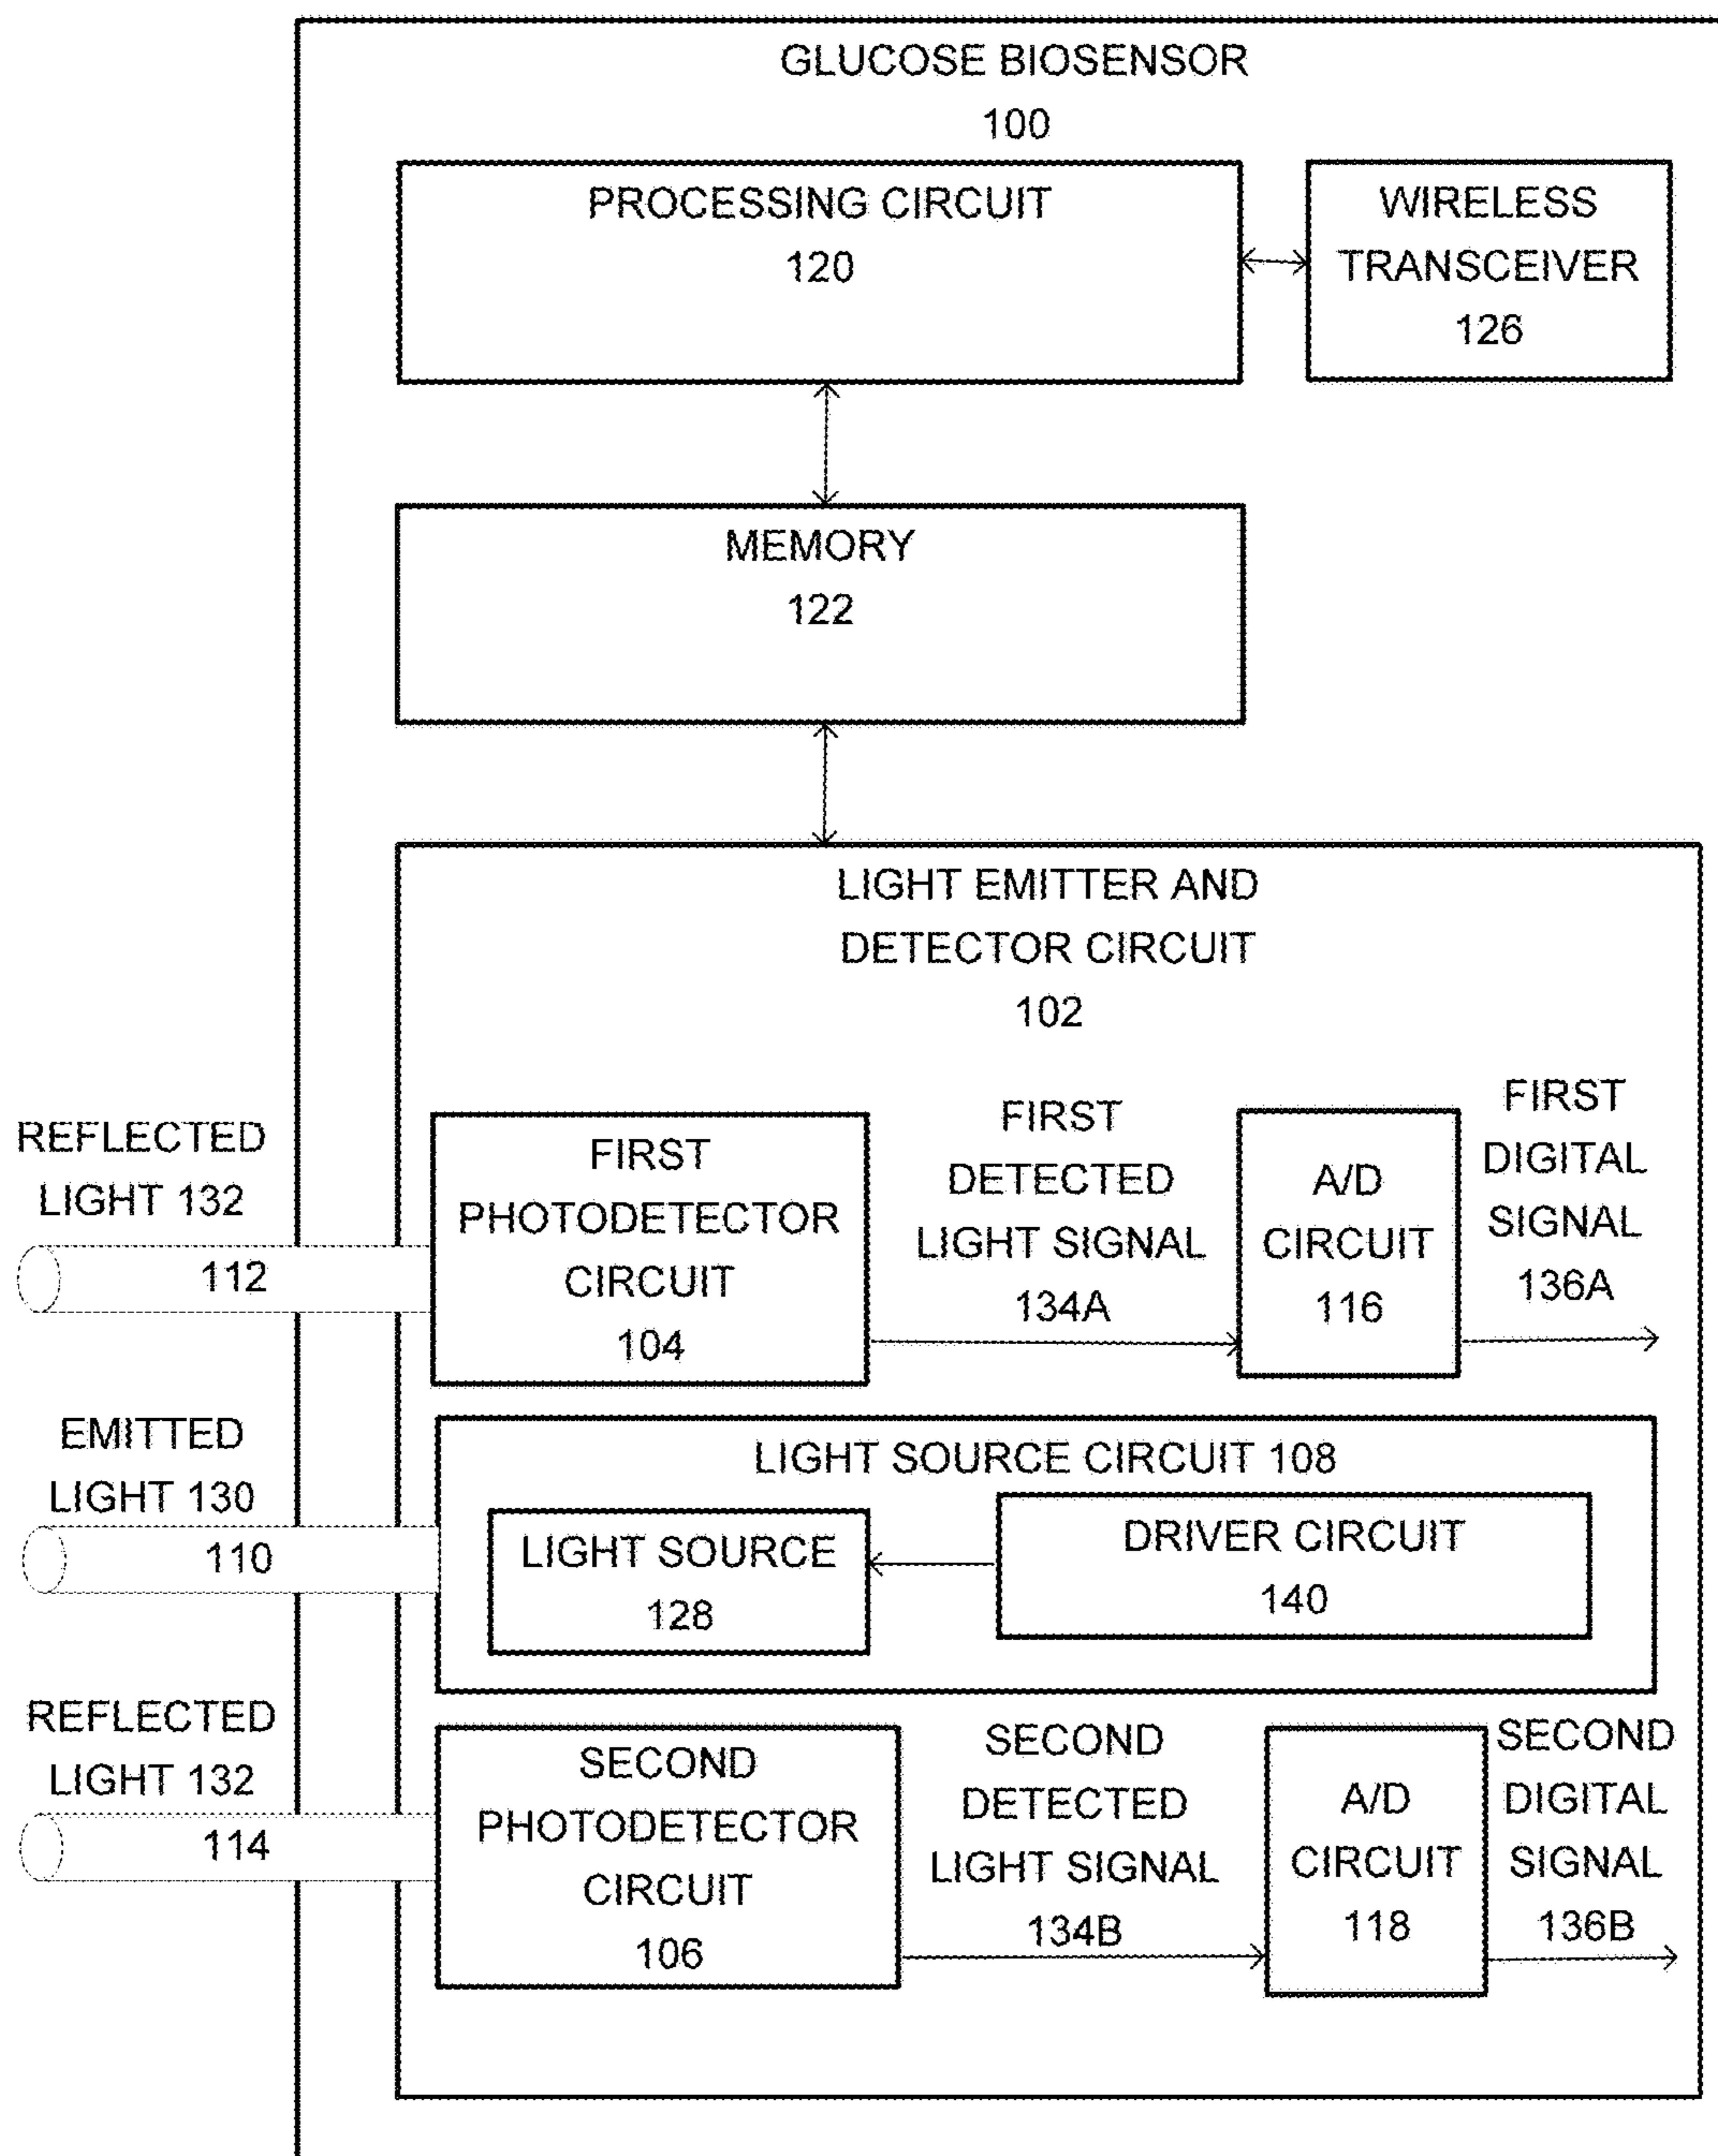 GLUCOSE BIOSENSOR
100
PROCESSING CIRCUIT
120
WIRELESS
TRANSCEIVER
126
MEMORY
122
LIGHT EMITTER AND
DETECTOR CIRCUIT
102
REFLECTED
LIGHT 132
112
FIRST
PHOTODETECTOR
CIRCUIT
104
FIRST
DETECTED
LIGHT SIGNAL
134A
A/D
CIRCUIT
116
FIRST
DIGITAL
SIGNAL
136A
EMITTED
LIGHT 130
110
LIGHT SOURCE CIRCUIT 108
LIGHT SOURCE
128
DRIVER CIRCUIT
140
REFLECTED
LIGHT 132
114
SECOND
PHOTODETECTOR
CIRCUIT
106
SECOND
DETECTED
LIGHT SIGNAL
134B
A/D
CIRCUIT
118
SECOND
DIGITAL
SIGNAL
136B